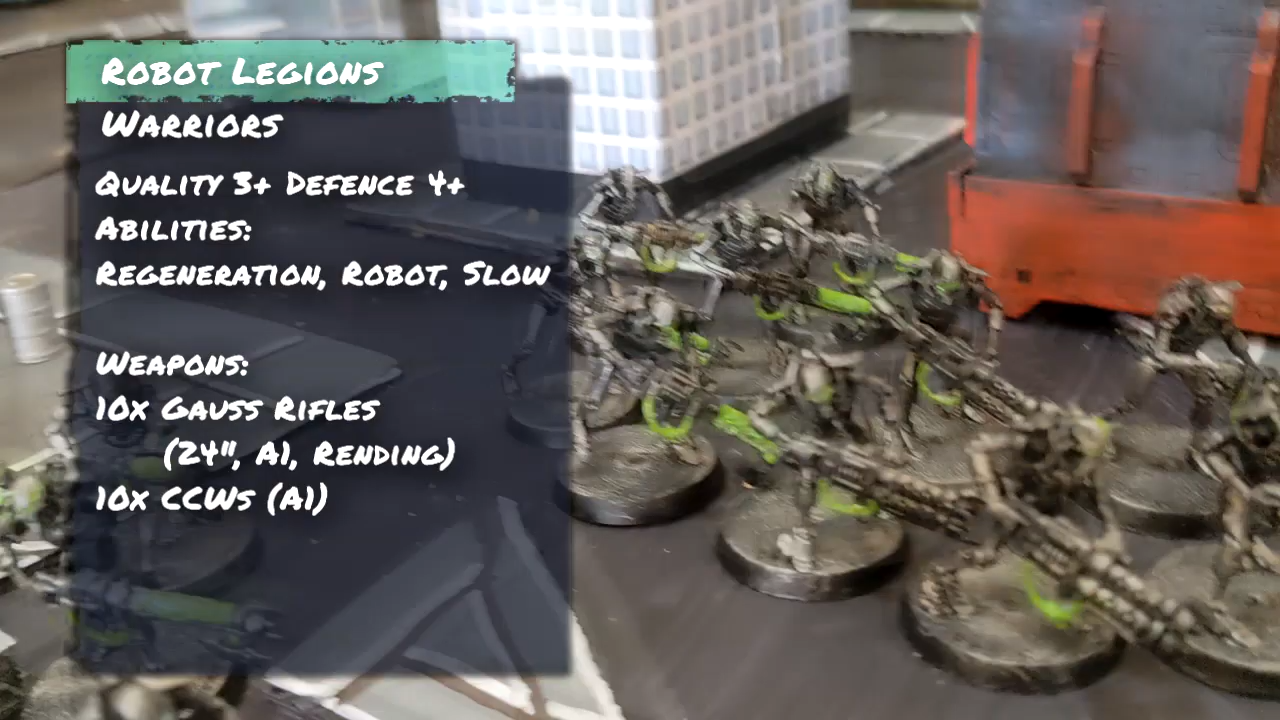 Robot Legions
Warriors
Quality 3+ Defence 4+
Abilities:
Regeneration, Robot, Slow
Weapons:
10x Gauss Rifles
(24", A1, Rending)
10x CCWs (A1)